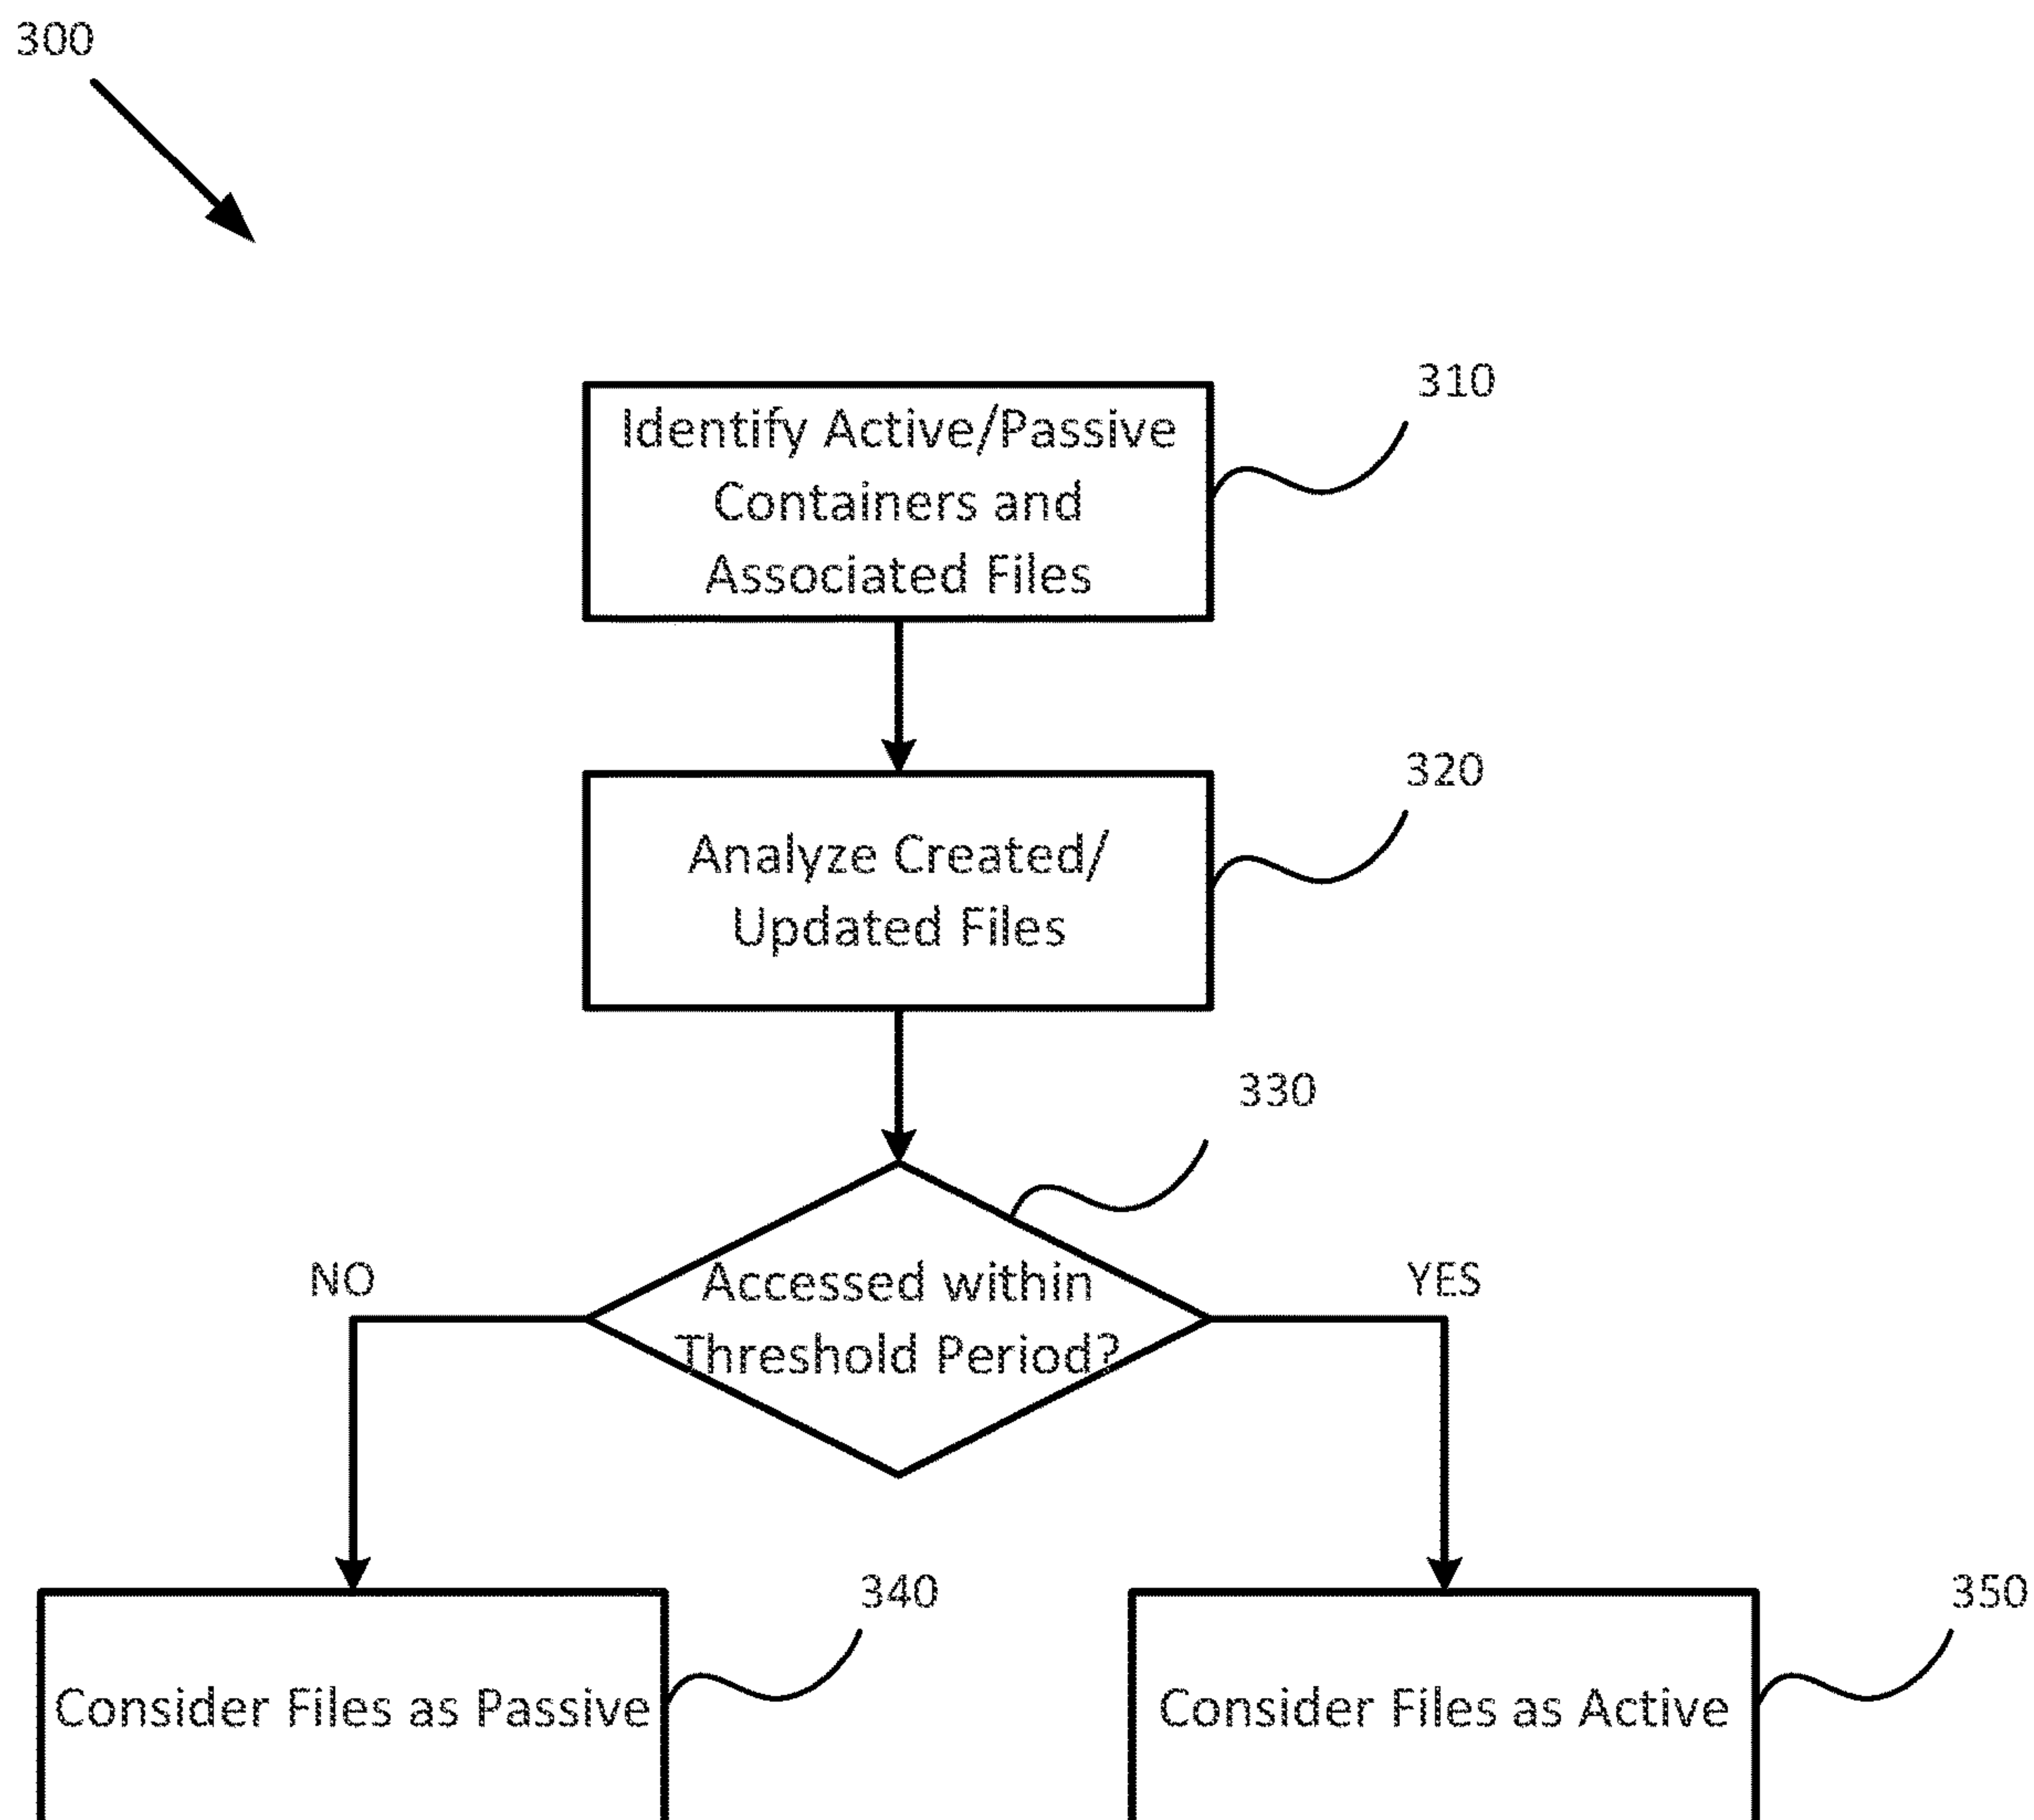 300
310
Identify Active/Passive
Containers and
Associated Files
320
Analyze Created/
Updated Files
330
NO
Accessed within
Threshold Period?
YES
340
Consider Files as Passive
350
Consider Files as Active